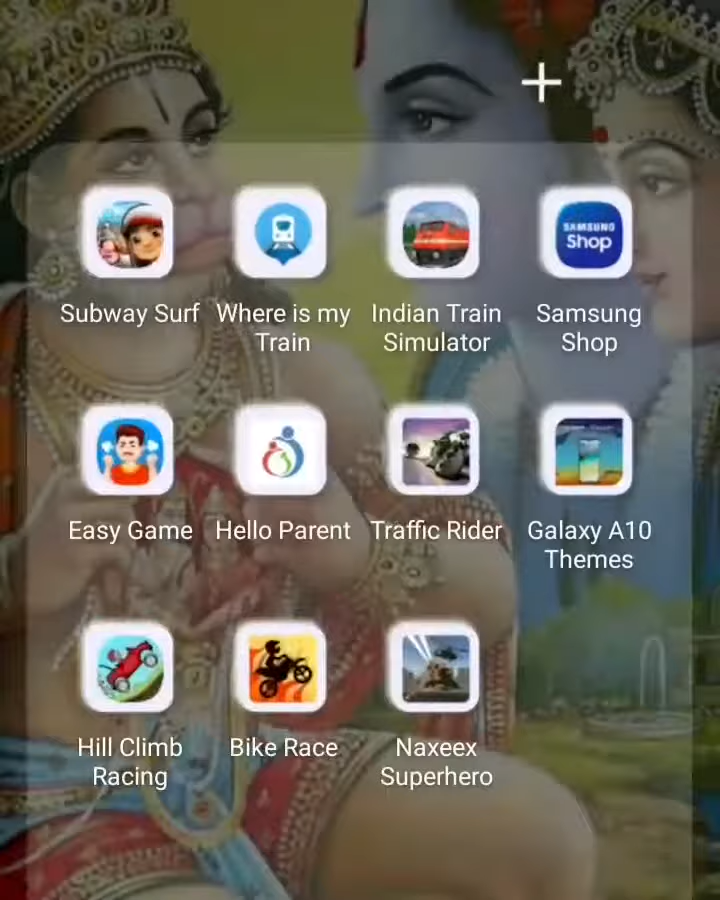 Subway Surf
Where is my
Train
Indian Train
Simulator
SAMSUNG
Shop
Samsung
Shop
Easy Game
Hello Parent
Traffic Rider
Galaxy A10
Themes
Hill Climb
Racing
Bike Race
Naxeex
Superhero